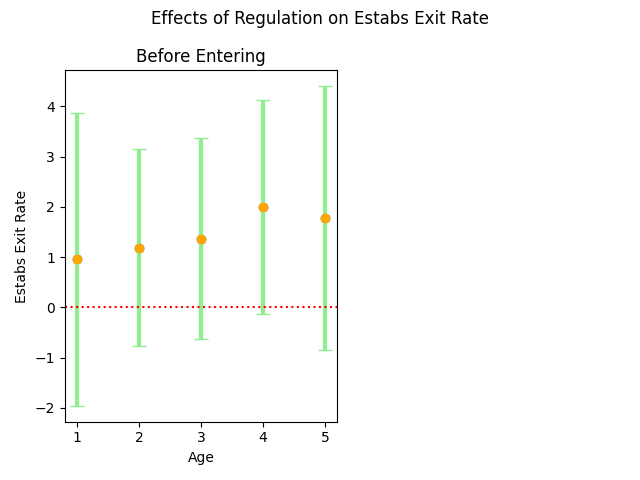 Effects of Regulation on Estabs Exit Rate
Before Entering
Estabs Exit Rate
4
3
2
1
0
−1
−2
1 2 3 4 5
Age